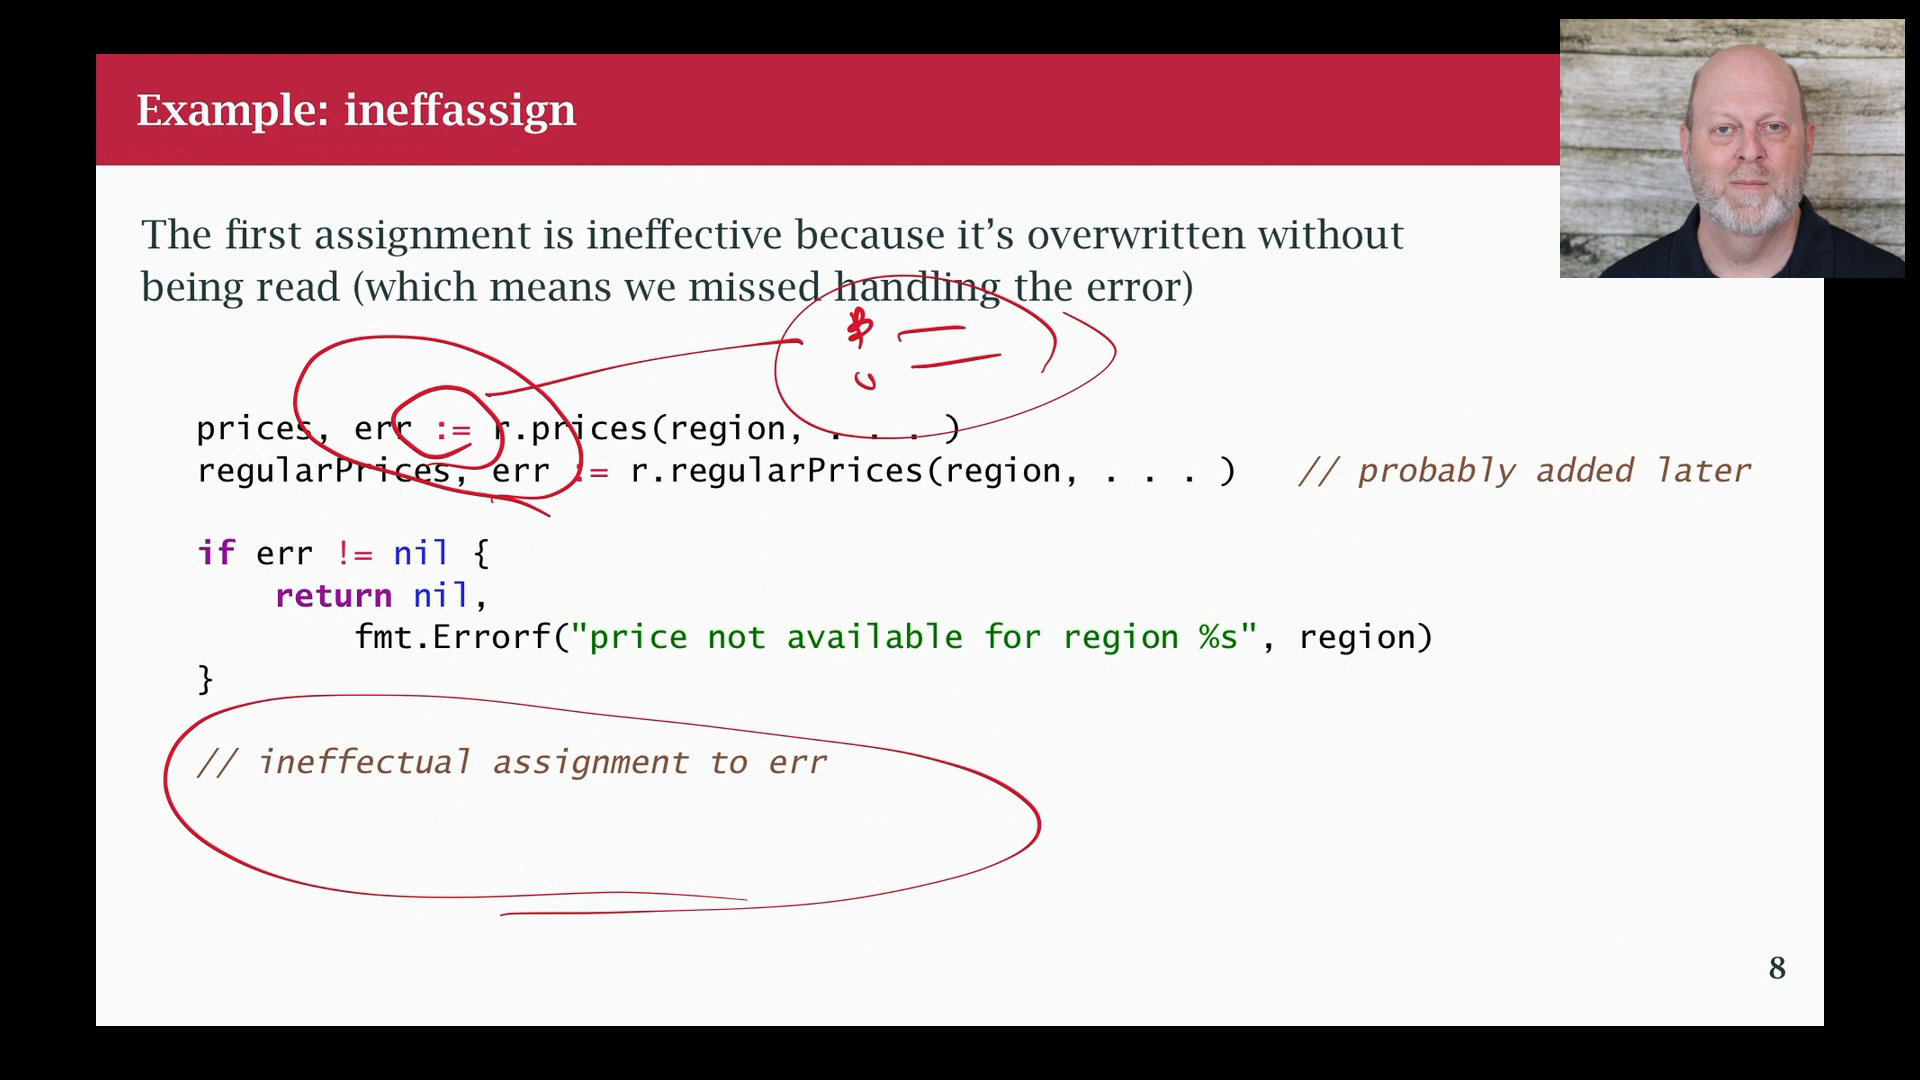 Example: ineffassign
The first assignment is ineffective because it’s overwritten without
being read (which means we missed handling the error)
:=
prices, err := r.prices(region, . . . )
regularPrices, err := r.regularPrices(region, . . . )   // probably added later
if err != nil {
return nil,
fmt.Errorf("price not available for region %s", region)
}
// ineffectual assignment to err
8